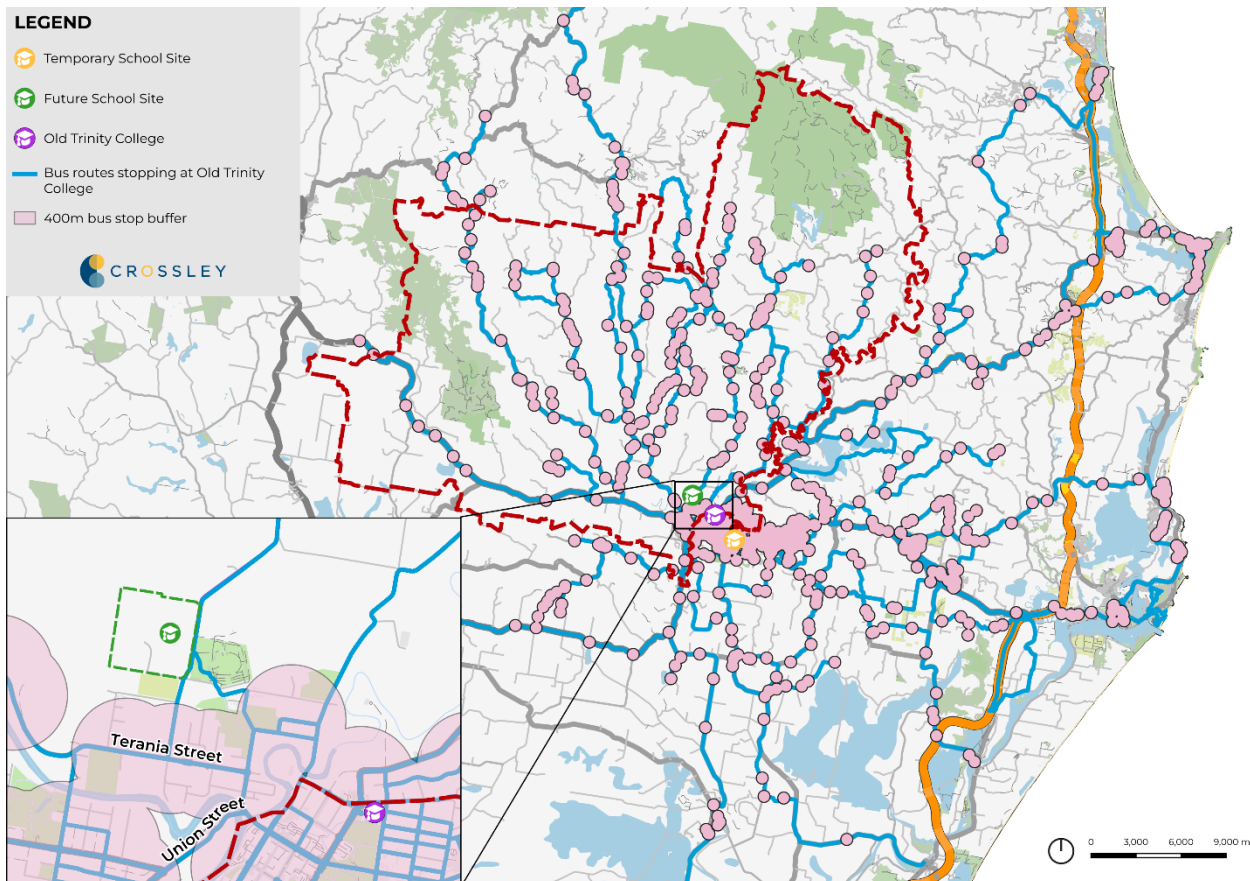 LEGEND
Temporary School Site
Future School Site
Old Trinity College
Bus routes stopping at Old Trinity
College
400m bus stop buffer
CROSSLEY
Terania Street
Union Street
0 3,000 6,000 9,000 m